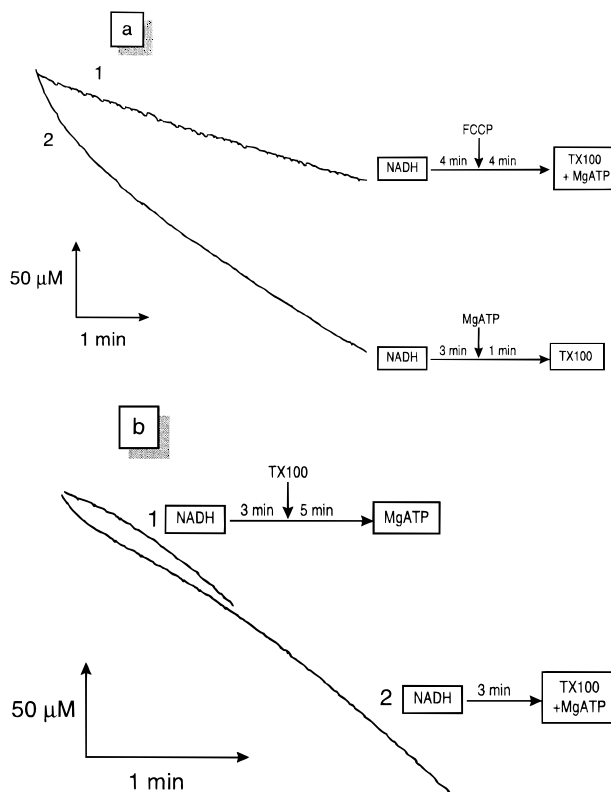 a
1
2
FCCP
NADH 4 min 4 min TX100
+ MgATP
50 μM
1 min
MgATP
NADH 3 min 1 min TX100
b
TX100
1 NADH 3 min 5 min MgATP
2 NADH 3 min TX100
+MgATP
50 μM
1 min